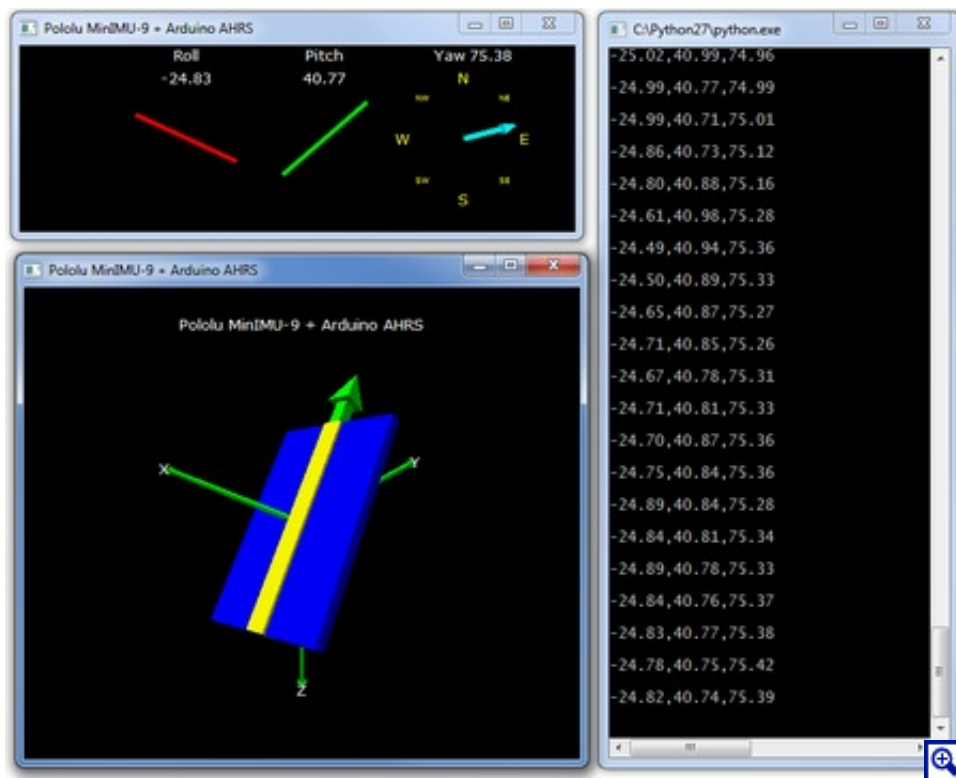 Pololu MinIMU-9 + Arduino AHRS
Roll Pitch Yaw 75.38
-24.83 40.77 N
NW NE
W E
SW SE
S
Pololu MinIMU-9 + Arduino AHRS
Pololu MinIMU-9 + Arduino AHRS
X Y
Z
C:\Python27\python.exe
-25.02,40.99,74.96
-24.99,40.77,74.99
-24.99,40.71,75.01
-24.86,40.73,75.12
-24.80,40.88,75.16
-24.61,40.98,75.28
-24.49,40.94,75.36
-24.50,40.89,75.33
-24.65,40.87,75.27
-24.71,40.85,75.26
-24.67,40.78,75.31
-24.71,40.81,75.33
-24.70,40.87,75.36
-24.75,40.84,75.36
-24.89,40.84,75.28
-24.84,40.81,75.34
-24.89,40.78,75.33
-24.84,40.76,75.37
-24.83,40.77,75.38
-24.78,40.75,75.42
-24.82,40.74,75.39